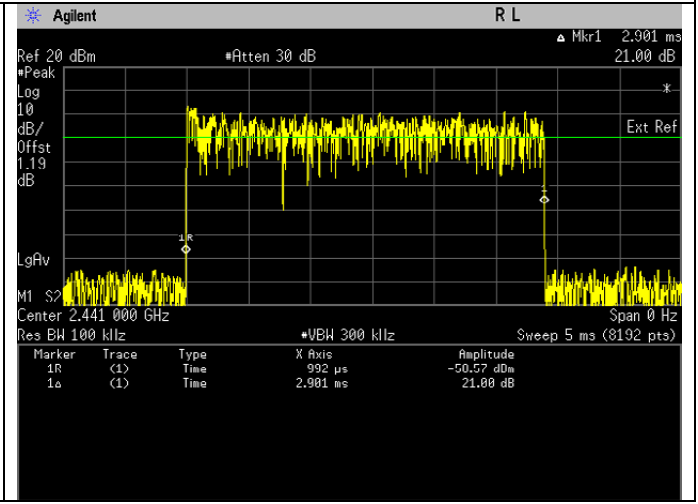 Agilent R L
▵ Mkr1 2.901 ms
Ref 20 dBm #Atten 30 dB 21.00 dB
#Peak
Log
10
dB/
Offst
1.19
dB
*
Ext Ref
1R
1
LgAv
M1 S2
Center 2.441 000 GHz Span 0 Hz
Res BW 100 kHz #VBW 300 kHz Sweep 5 ms (8192 pts)
Marker Trace Type X Axis Amplitude
1R (1) Time 992 µs -50.57 dBm
1▵ (1) Time 2.901 ms 21.00 dB